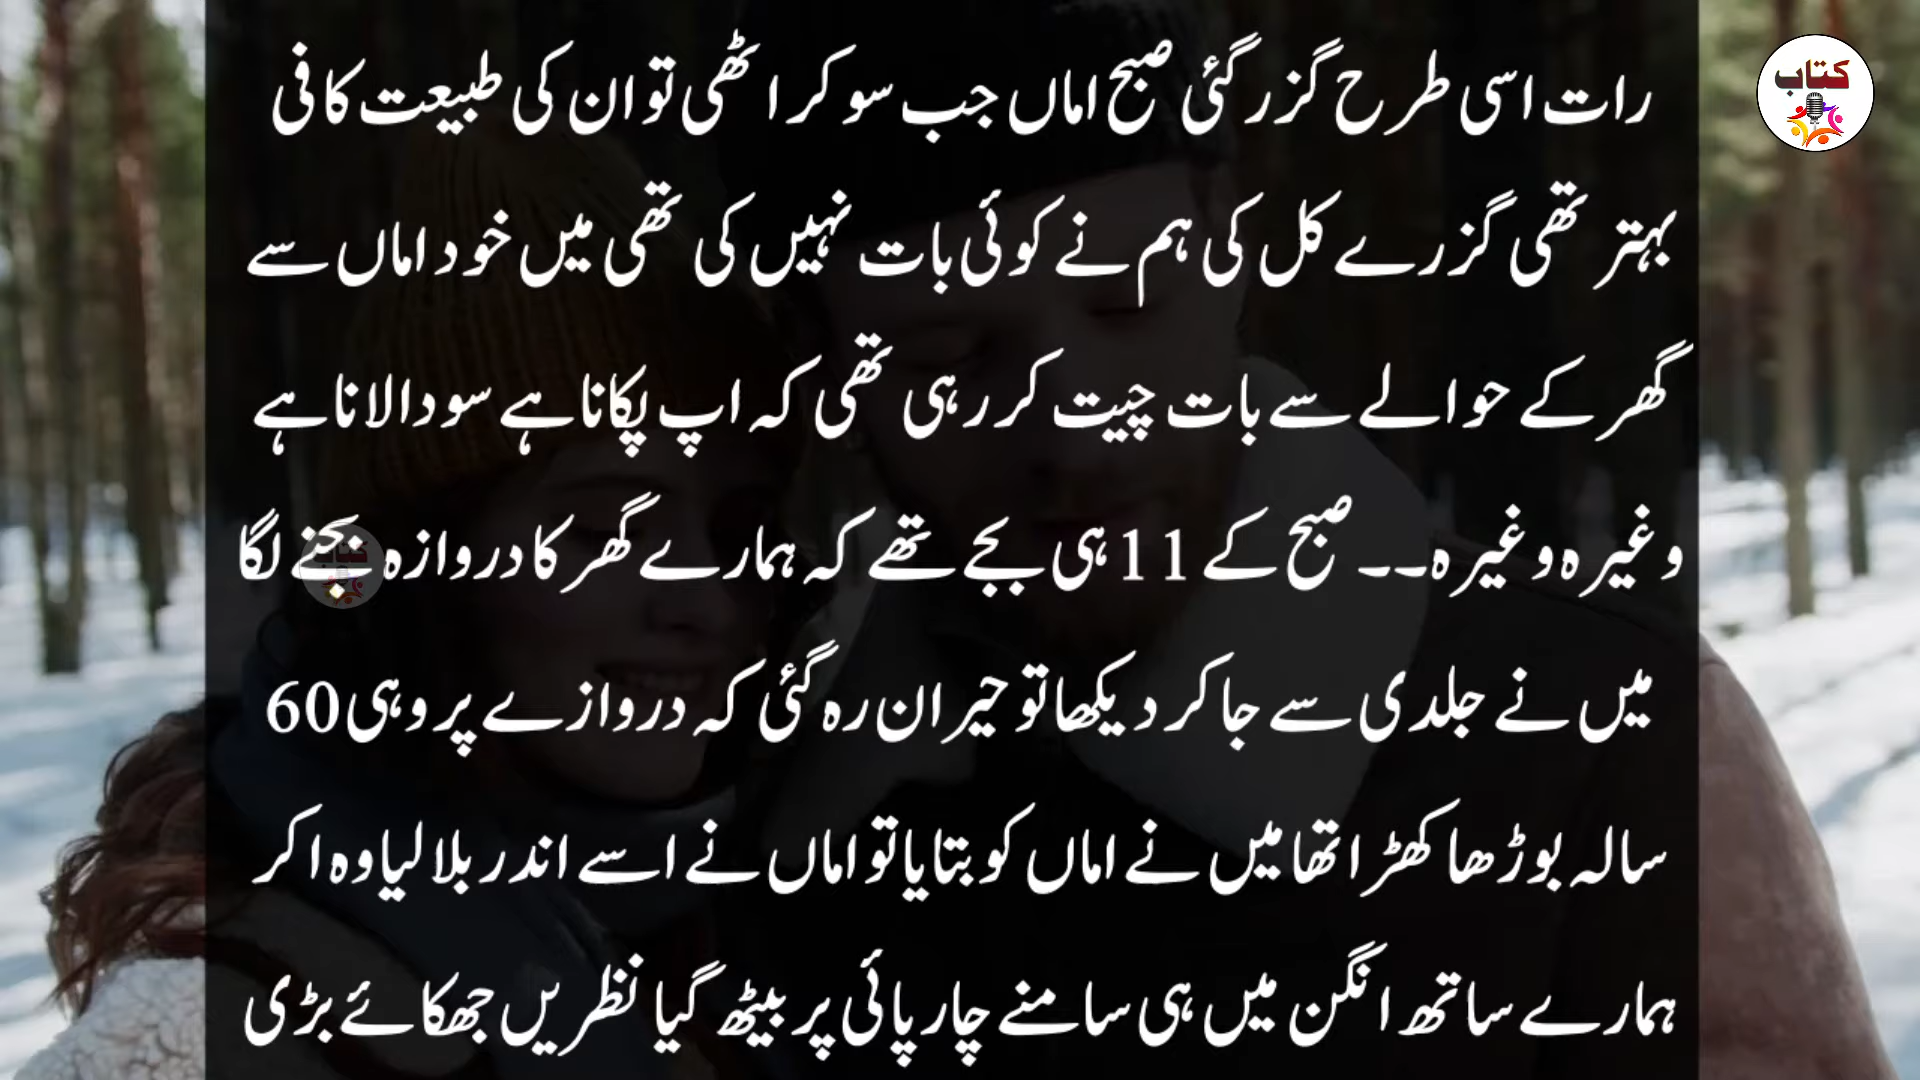 کتاب
رات اسی طرح گزر گئی صبح اماں جب سو کر اٹھی تو ان کی طبیعت کافی
بہتر تھی گزرے کل کی ہم نے کوئی بات نہیں کی تھی میں خود اماں سے
گھر کے حوالے سے بات چیت کر رہی تھی کہ اپ پکانا ہے سودا لانا ہے
وغیرہ وغیرہ۔۔ صبح کے 11 ہی بجے تھے کہ ہمارے گھر کا دروازہ بجنے لگا
میں نے جلدی سے جا کر دیکھا تو حیران رہ گئی کہ دروازے پر وہی 60
سالہ بوڑھا کھڑا تھا میں نے اماں کو بتایا تو اماں نے اسے اندر بلا لیا وہ اکر
ہمارے ساتھ انگن میں ہی سامنے چارپائی پر بیٹھ گیا نظریں جھکائے بڑی